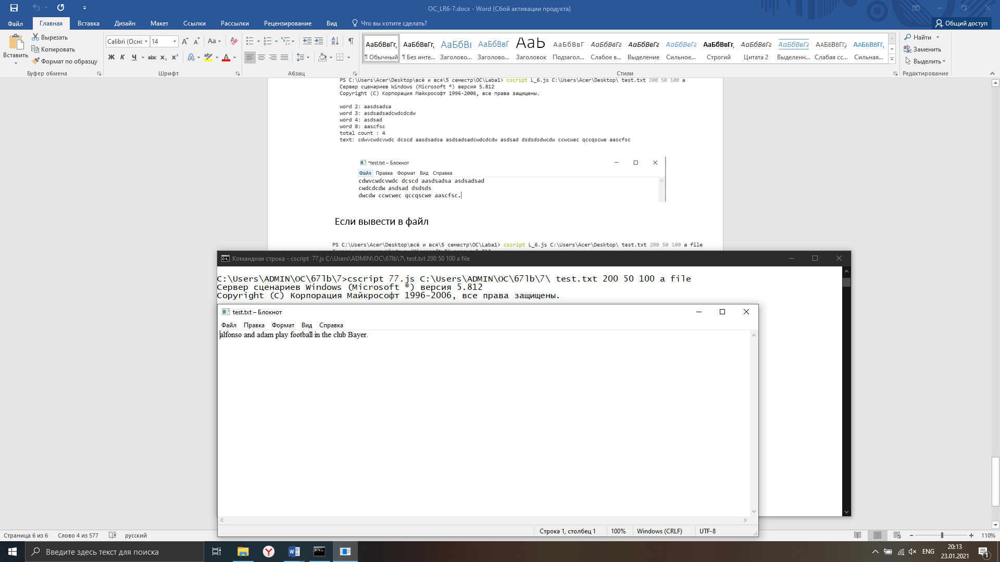 OC_LR6-7.docx - Word (Сбой активации продукта)
Файл Главная Вставка Дизайн Макет Ссылки Рассылки Рецензирование Вид Что вы хотите сделать? Общий доступ
Вставить
Вырезать
Копировать
Формат по образцу
Calibri (Оснс 14
АаБбВвГг, АаБбВвГг, АаБбВı АаБбВвГ АаЬ АаБбВвГ АаБбВвГг АаБбВвГг АаБбВвГг АаБбВвГг, АаБбВвГг АаБбВвГг ААББВВГГ, ААББВВГГ,
¶ Обычный ¶ Без инте... Заголово... Заголово... Заголовок Подзагол... Слабое в... Выделение Сильное... Строгий Цитата 2 Выделенн... Слабая сс... Сильная...
Найти
Заменить
Выделить
Буфер обмена Шрифт Абзац Стили Редактирование
PS C:\Users\Acer\Desktop\всё и вся\5 семестр\ОС\Laba1> cscript L_6.js C:\Users\Acer\Desktop\ test.txt 200 50 100 a
Сервер сценариев Windows (Microsoft ®) версия 5.812
Copyright (C) Корпорация Майкрософт 1996-2006, все права защищены.
word 2: aasdsadsa
word 3: asdsadsadcwdcdcdw
word 4: asdsad
word 8: aascfsc
total count : 4
text: cdwvcwdcvwdc dcscd aasdsadsa asdsadsadcwdcdcdw asdsad dsdsdsdwcdw ccwcwec qccqscwe aascfsc
*test.txt – Блокнот
Файл Правка Формат Вид Справка
cdwvcwdcvwdc dcscd aasdsadsa asdsadsad
cwdcdcdw asdsad dsdsds
dwcdw ccwcwec qccqscwe aascfsc.
Если вывести в файл
PS C:\Users\Acer\Desktop\всё и вся\5 семестр\ОС\Laba1> cscript L_6.js C:\Users\Acer\Desktop\ test.txt 200 50 100 a file
Командная строка - cscript 77.js C:\Users\ADMIN\OC\67lb\7\ test.txt 200 50 100 a file
C:\Users\ADMIN\OC\67lb\7>cscript 77.js C:\Users\ADMIN\OC\67lb\7\ test.txt 200 50 100 a file
Сервер сценариев Windows (Microsoft ®) версия 5.812
Copyright (C) Корпорация Майкрософт 1996-2006, все права защищены.
test.txt – Блокнот
Файл Правка Формат Вид Справка
alfonso and adam play football in the club Bayer.
Строка 1, столбец 1 100% Windows (CRLF) UTF-8
Страница 6 из 6 Слово 4 из 577 русский 110%
Введите здесь текст для поиска
ENG
20:13
23.01.2021
1